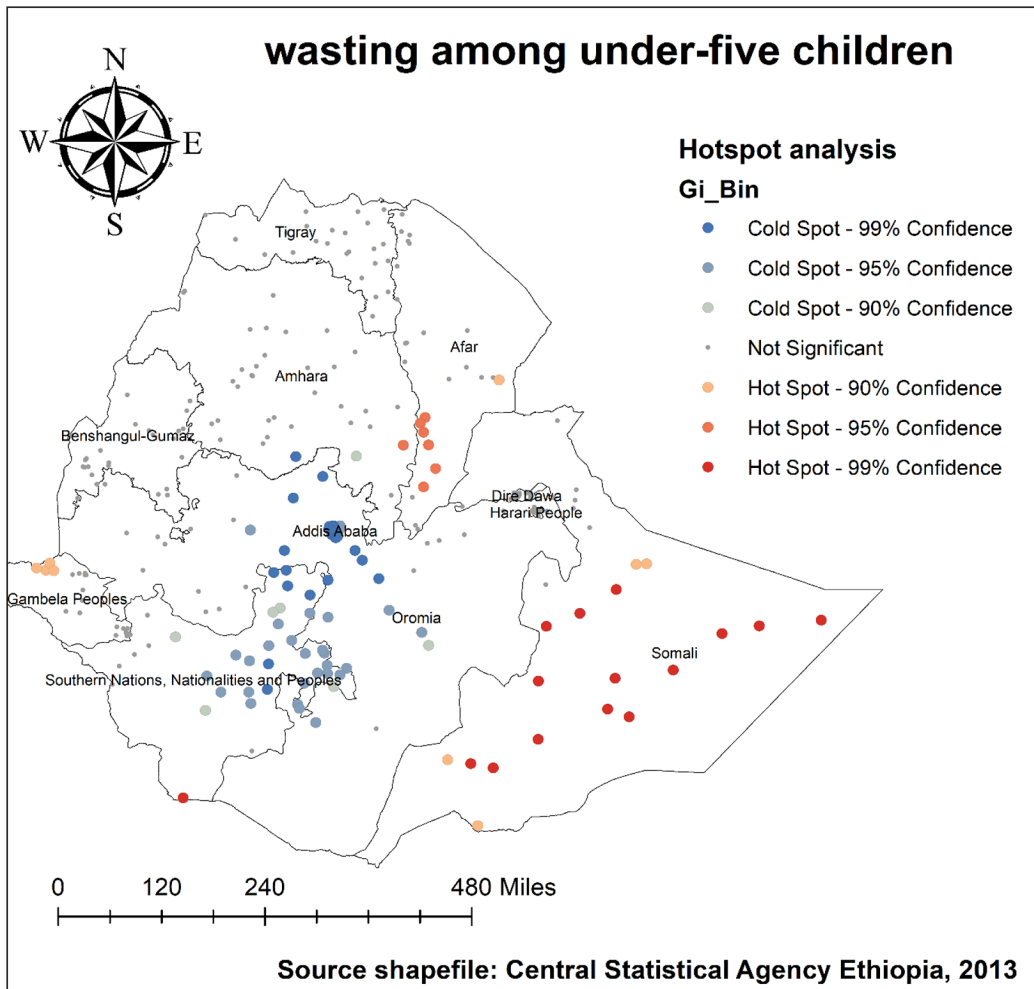 wasting among under-five children
N
W E
S
Hotspot analysis
Gi_Bin
Cold Spot - 99% Confidence
Cold Spot - 95% Confidence
Cold Spot - 90% Confidence
Not Significant
Hot Spot - 90% Confidence
Hot Spot - 95% Confidence
Hot Spot - 99% Confidence
Tigray
Afar
Amhara
Benshangul-Gumaz
Dire Dawa
Harari People
Addis Ababa
Gambela Peoples
Oromia
Somali
Southern Nations, Nationalities and Peoples
0 120 240 480 Miles
Source shapefile: Central Statistical Agency Ethiopia, 2013